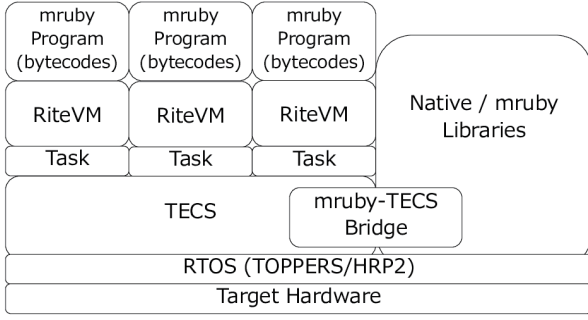 mruby
Program
(bytecodes)
mruby
Program
(bytecodes)
mruby
Program
(bytecodes)
RiteVM
RiteVM
RiteVM
Native / mruby
Libraries
Task
Task
Task
TECS
mruby-TECS
Bridge
RTOS (TOPPERS/HRP2)
Target Hardware